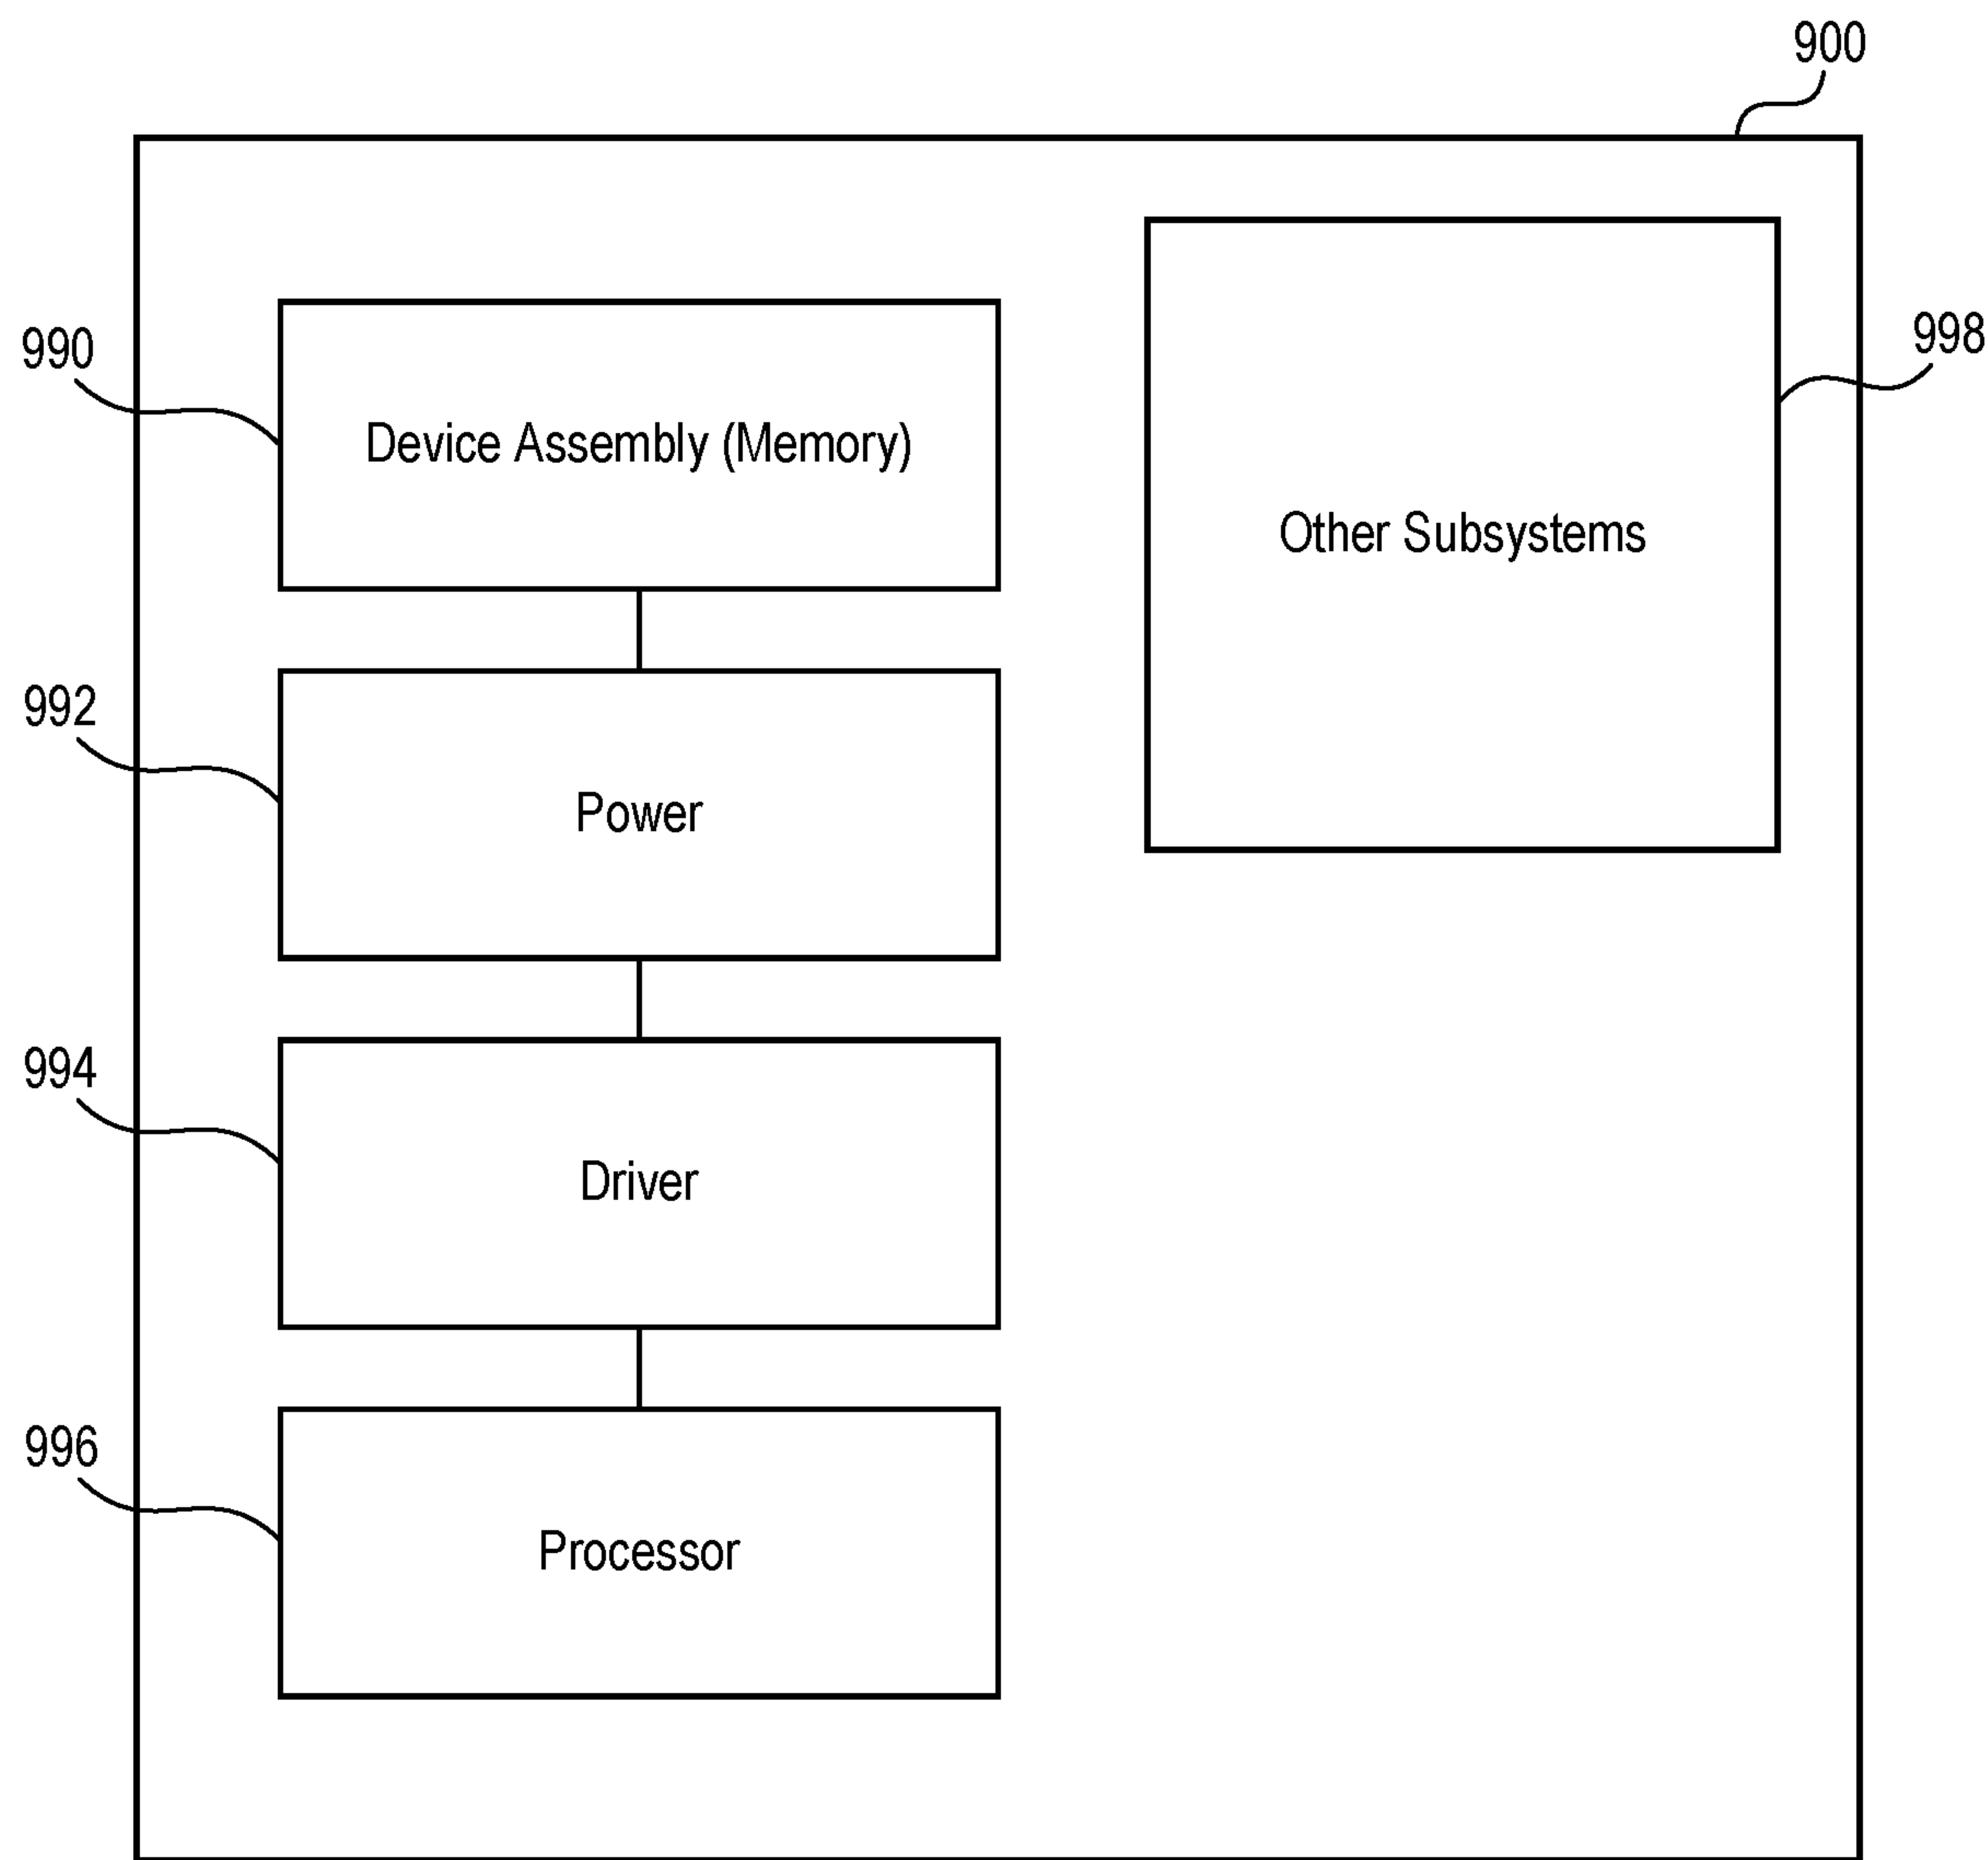 900
990
998
Device Assembly (Memory)
Other Subsystems
992
Power
994
Driver
996
Processor